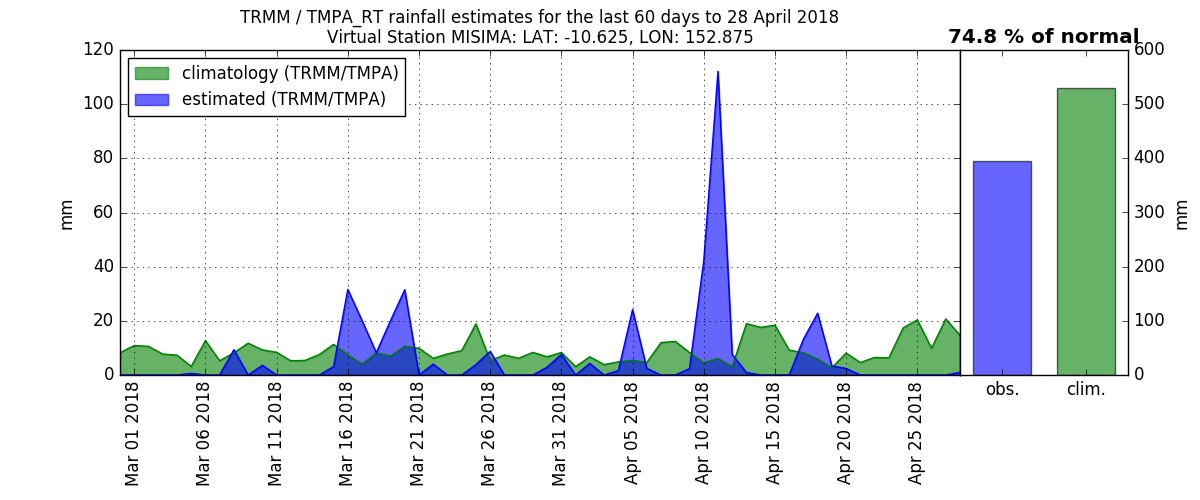 TRMM / TMPA_RT rainfall estimates for the last 60 days to 28 April 2018
Virtual Station MISIMA: LAT: -10.625, LON: 152.875
74.8 % of normal
climatology (TRMM/TMPA)
estimated (TRMM/TMPA)
120
100
80
60
40
20
0
mm
Mar 01 2018
Mar 06 2018
Mar 11 2018
Mar 16 2018
Mar 21 2018
Mar 26 2018
Mar 31 2018
Apr 05 2018
Apr 10 2018
Apr 15 2018
Apr 20 2018
Apr 25 2018
obs.
clim.
600
500
400
300
200
100
0
mm